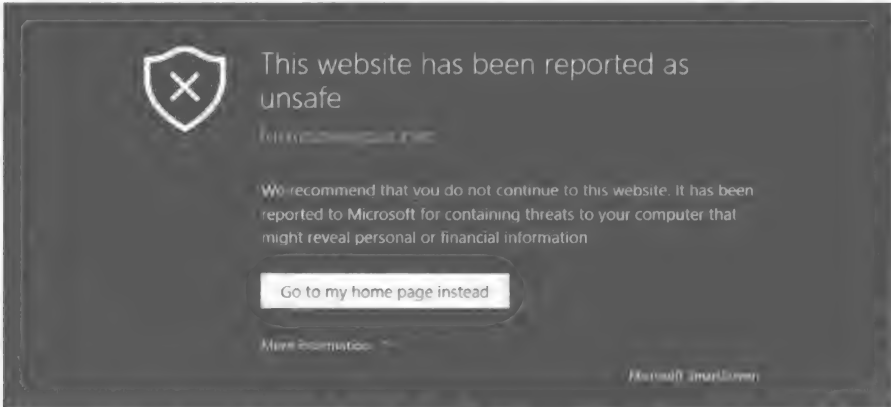 This website has been reported as
unsafe
We recommend that you do not continue to this website. It has been
reported to Microsoft for containing threats to your computer that
might reveal personal or financial information
Go to my home page instead
More information
Microsoft SmartScreen